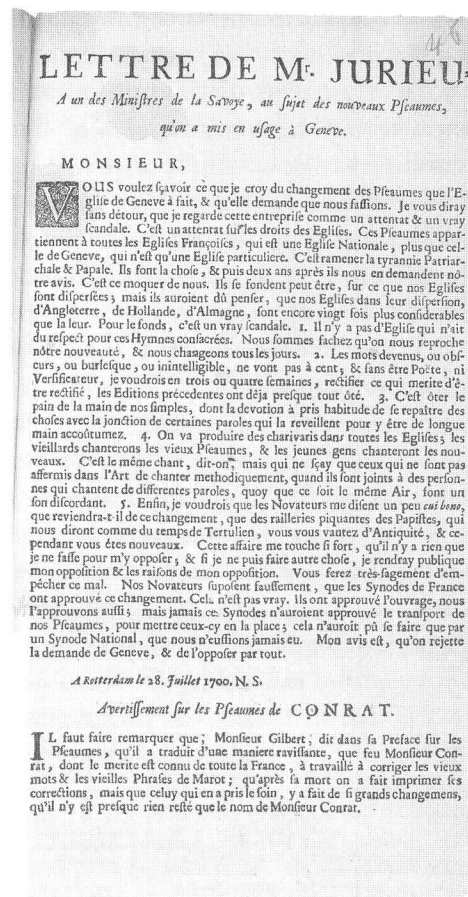 46
LETTRE DE Mr. JURIEU,
A un des Ministres de la Savoye, au sujet des nouveaux Pseaumes,
qu'on a mis en usage à Geneve.
MONSIEUR,
VOUS voulez sçavoir ce que je croy du changement des Pseaumes que l'E-
glise de Geneve à fait, & qu'elle demande que nous fassions. Je vous diray
sans détour, que je regarde cette entreprise comme un attentat & un vray
scandale. C'est un attentat sur les droits des Eglises. Ces Pseaumes appar-
tiennent à toutes les Eglises Françoises, qui est une Eglise Nationale, plus que cel-
le de Geneve, qui n'est qu'une Eglise particuliere. C'est ramener la tyrannie Patriar-
chale & Papale. Ils font la chose, & puis deux ans après ils nous en demandent nô-
tre avis. C'est ce moquer de nous. Ils se fondent peut être, sur ce que nos Eglises
sont dispersées; mais ils auroient dû penser, que nos Eglises dans leur dispersion,
d'Angleterre, de Hollande, d'Almagne, sont encore vingt fois plus considerables
que la leur. Pour le fonds, c'est un vray scandale. 1. Il n'y a pas d'Eglise qui n'ait
du respect pour ces Hymnes consacrées. Nous sommes fachez qu'on nous reproche
nôtre nouveauté, & nous changeons tous les jours. 2. Les mots devenus, ou obs-
curs, ou burlesque, ou inintelligible, ne vont pas à cent; & sans être Poëte, ni
Versificateur, je voudrois en trois ou quatre semaines, rectifier ce qui merite d'ê-
tre rectifié, les Editions précedentes ont déja presque tout ôté. 3. C'est ôter le
pain de la main de nos simples, dont la devotion à pris habitude de se repaître des
choses avec la jonction de certaines paroles qui la reveillent pour y être de longue
main accoûtumez. 4. On va produire des charivaris dans toutes les Eglises; les
vieillards chanterons les vieux Pseaumes, & les jeunes gens chanteront les nou-
veaux. C'est le même chant, dit-on, mais qui ne sçay que ceux qui ne sont pas
affermis dans l'Art de chanter methodiquement, quand ils sont joints à des person-
nes qui chantent de differentes paroles, quoy que ce soit le même Air, font un
son discordant. 5. Enfin, je voudrois que les Novateurs me disent un peu cui bono,
que reviendra-t-il de ce changement, que des railleries piquantes des Papistes, qui
nous diront comme du temps de Tertulien, vous vous vantez d'Antiquité, & ce-
pendant vous êtes nouveaux. Cette affaire me touche si fort, qu'il n'y a rien que
je ne fasse pour m'y opposer; & si je ne puis faire autre chose, je rendray publique
mon opposition & les raisons de mon opposition. Vous ferez très-sagement d'em-
pêcher ce mal. Nos Novateurs suposent faussement, que les Synodes de France
ont approuvé ce changement. Cela n'est pas vray. Ils ont approuvé l'ouvrage, nous
l'approuvons aussi; mais jamais ce Synodes n'auroient approuvé le transport de
nos Pseaumes, pour mettre ceux-cy en la place; cela n'auroit pû se faire que par
un Synode National, que nous n'eussions jamais eu. Mon avis est, qu'on rejette
la demande de Geneve, & de l'opposer par tout.
A Rotterdam le 28. Juillet 1700. N. S.
Avertissement sur les Pseaumes de CONRAT.
IL faut faire remarquer que; Monsieur Gilbert; dit dans sa Preface sur les
Pseaumes, qu'il a traduit d'une maniere ravissante, que feu Monsieur Con-
rat, dont le merite est connu de toute la France, à travaillé à corriger les vieux
mots & les vieilles Phrases de Marot; qu'après sa mort on a fait imprimer ses
corrections, mais que celuy qui en a pris le soin, y a fait de si grands changemens,
qu'il n'y est presque rien resté que le nom de Monsieur Conrat.